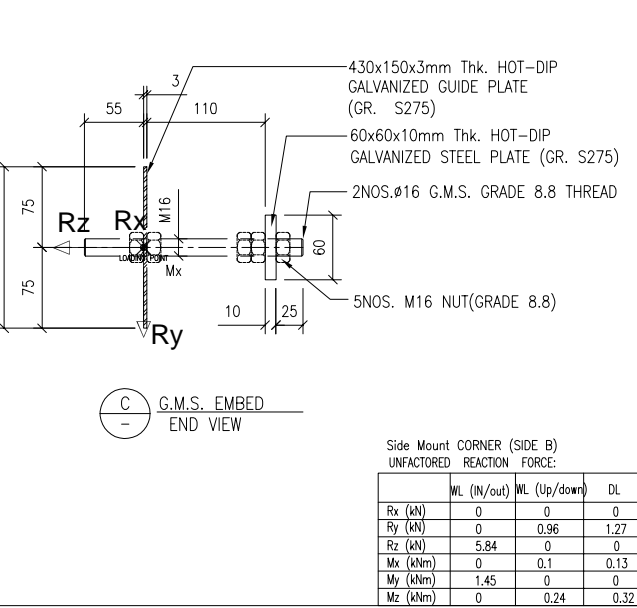 430x150x3mm Thk. HOT-DIP
GALVANIZED GUIDE PLATE
(GR. S275)
3
55
110
60x60x10mm Thk. HOT-DIP
GALVANIZED STEEL PLATE (GR. S275)
2NOS.ø16 G.M.S. GRADE 8.8 THREAD
75
Rz
Rx
M16
60
LOADING POINT
Mx
75
10
25
5NOS. M16 NUT(GRADE 8.8)
Ry
C
G.M.S. EMBED
-
END VIEW
Side Mount CORNER (SIDE B)
UNFACTORED REACTION FORCE:
WL (IN/out) WL (Up/down) DL
Rx (kN) 0 0 0
Ry (kN) 0 0.96 1.27
Rz (kN) 5.84 0 0
Mx (kNm) 0 0.1 0.13
My (kNm) 1.45 0 0
Mz (kNm) 0 0.24 0.32